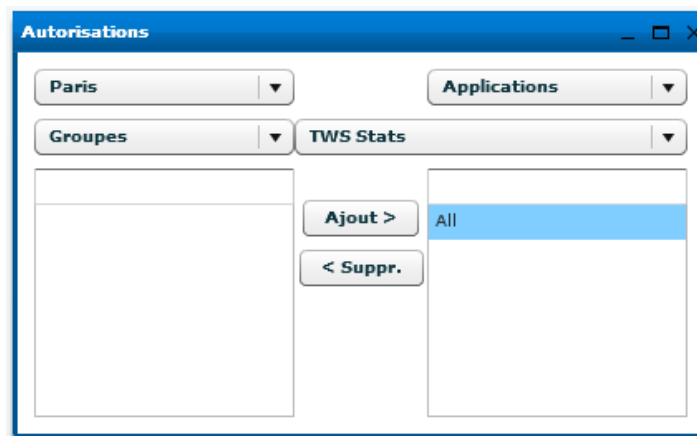 Autorisations
Paris
Applications
Groupes
TWS Stats
Ajout >
All
< Suppr.